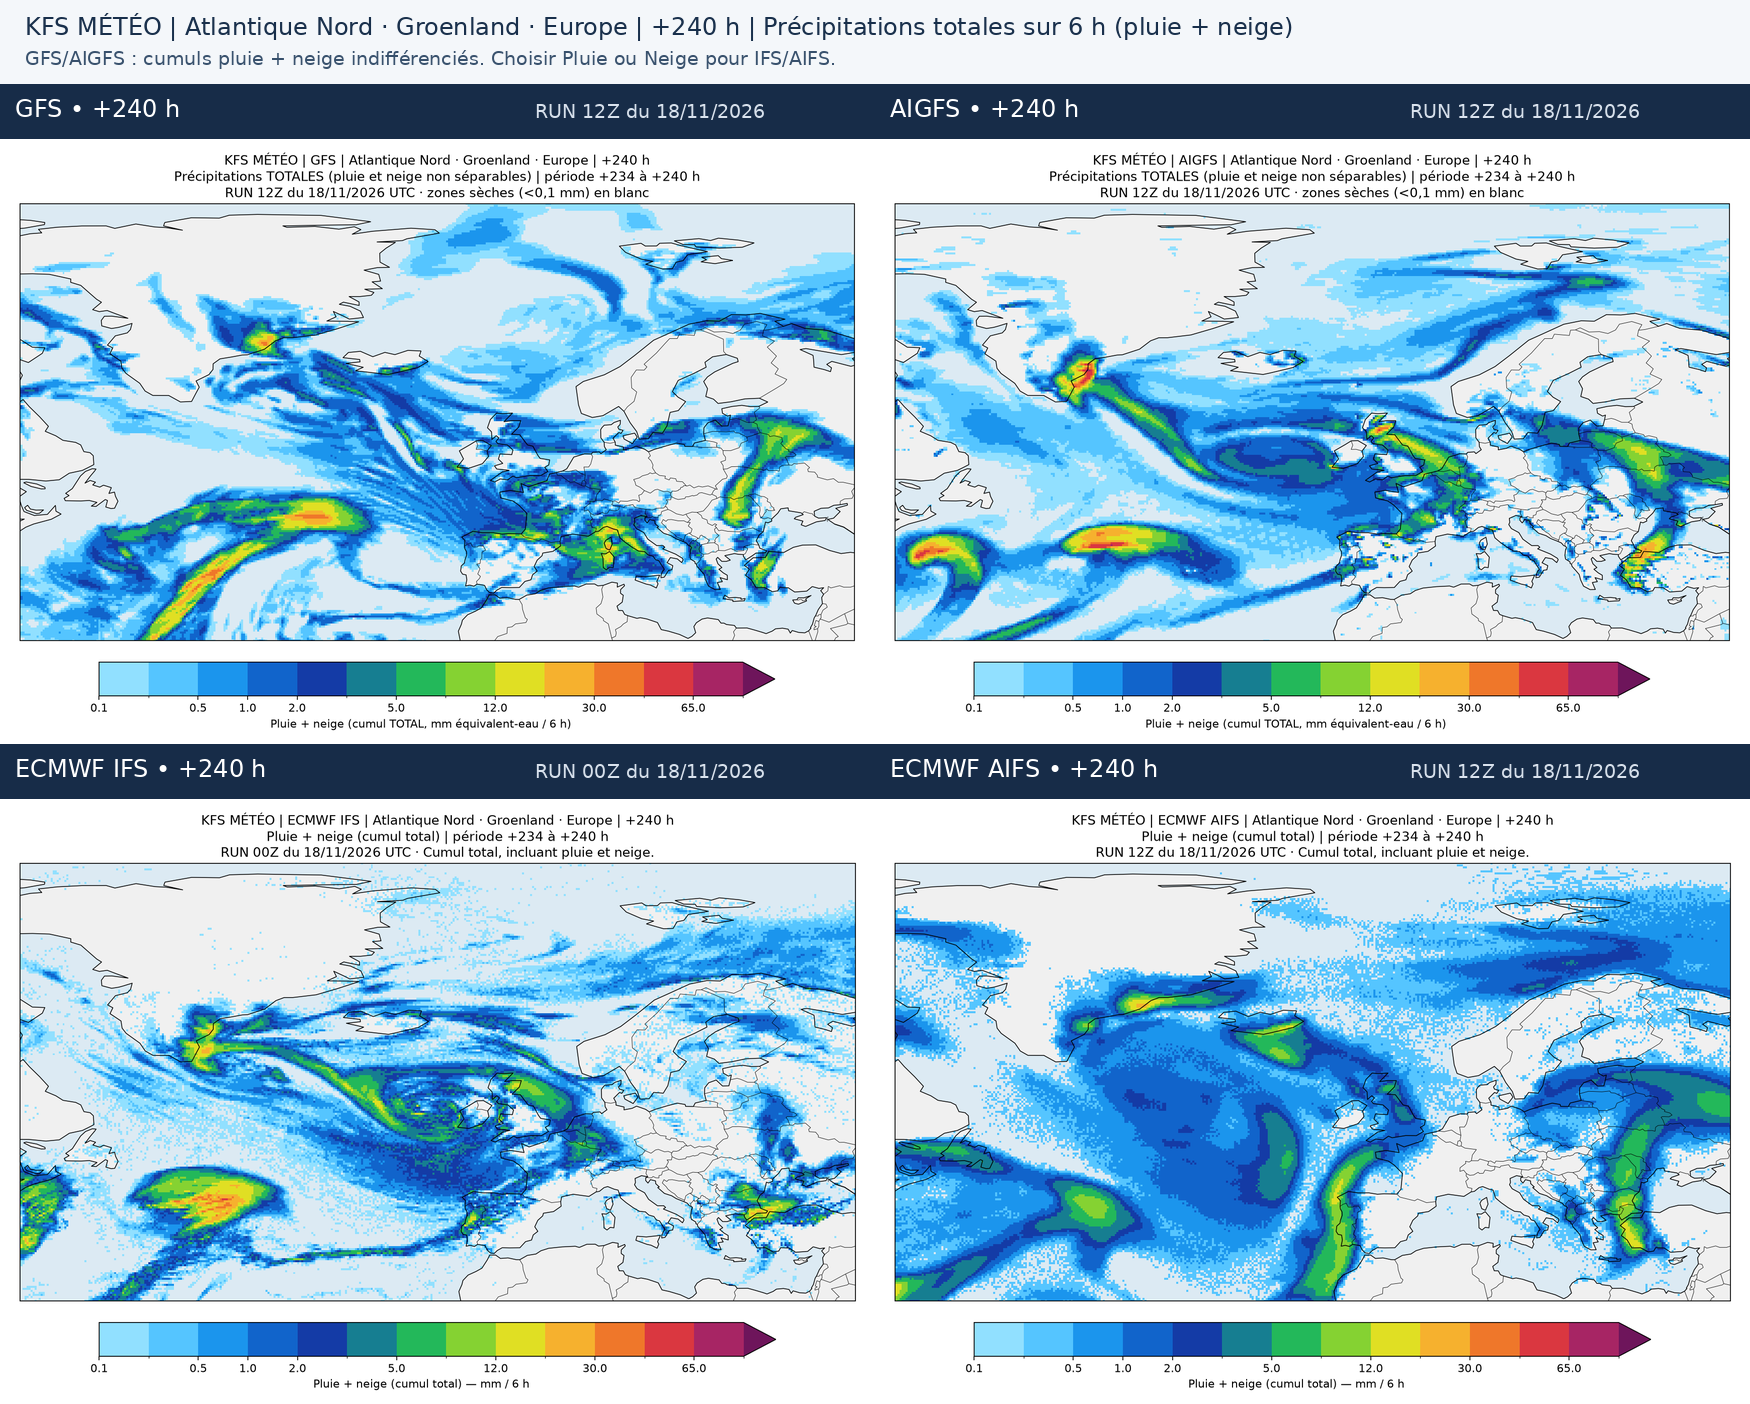 KFS MÉTÉO | Atlantique Nord · Groenland · Europe | +240 h | Précipitations totales sur 6 h (pluie + neige)
GFS/AIGFS : cumuls pluie + neige indifférenciés. Choisir Pluie ou Neige pour IFS/AIFS.
GFS • +240 h
RUN 12Z du 18/11/2026
KFS MÉTÉO | GFS | Atlantique Nord · Groenland · Europe | +240 h
Précipitations TOTALES (pluie et neige non séparables) | période +234 à +240 h
RUN 12Z du 18/11/2026 UTC · zones sèches (<0,1 mm) en blanc
0.1 0.5 1.0 2.0 5.0 12.0 30.0 65.0
Pluie + neige (cumul TOTAL, mm équivalent-eau / 6 h)
AIGFS • +240 h
RUN 12Z du 18/11/2026
KFS MÉTÉO | AIGFS | Atlantique Nord · Groenland · Europe | +240 h
Précipitations TOTALES (pluie et neige non séparables) | période +234 à +240 h
RUN 12Z du 18/11/2026 UTC · zones sèches (<0,1 mm) en blanc
0.1 0.5 1.0 2.0 5.0 12.0 30.0 65.0
Pluie + neige (cumul TOTAL, mm équivalent-eau / 6 h)
ECMWF IFS • +240 h
RUN 00Z du 18/11/2026
KFS MÉTÉO | ECMWF IFS | Atlantique Nord · Groenland · Europe | +240 h
Pluie + neige (cumul total) | période +234 à +240 h
RUN 00Z du 18/11/2026 UTC · Cumul total, incluant pluie et neige.
0.1 0.5 1.0 2.0 5.0 12.0 30.0 65.0
Pluie + neige (cumul total) — mm / 6 h
ECMWF AIFS • +240 h
RUN 12Z du 18/11/2026
KFS MÉTÉO | ECMWF AIFS | Atlantique Nord · Groenland · Europe | +240 h
Pluie + neige (cumul total) | période +234 à +240 h
RUN 12Z du 18/11/2026 UTC · Cumul total, incluant pluie et neige.
0.1 0.5 1.0 2.0 5.0 12.0 30.0 65.0
Pluie + neige (cumul total) — mm / 6 h